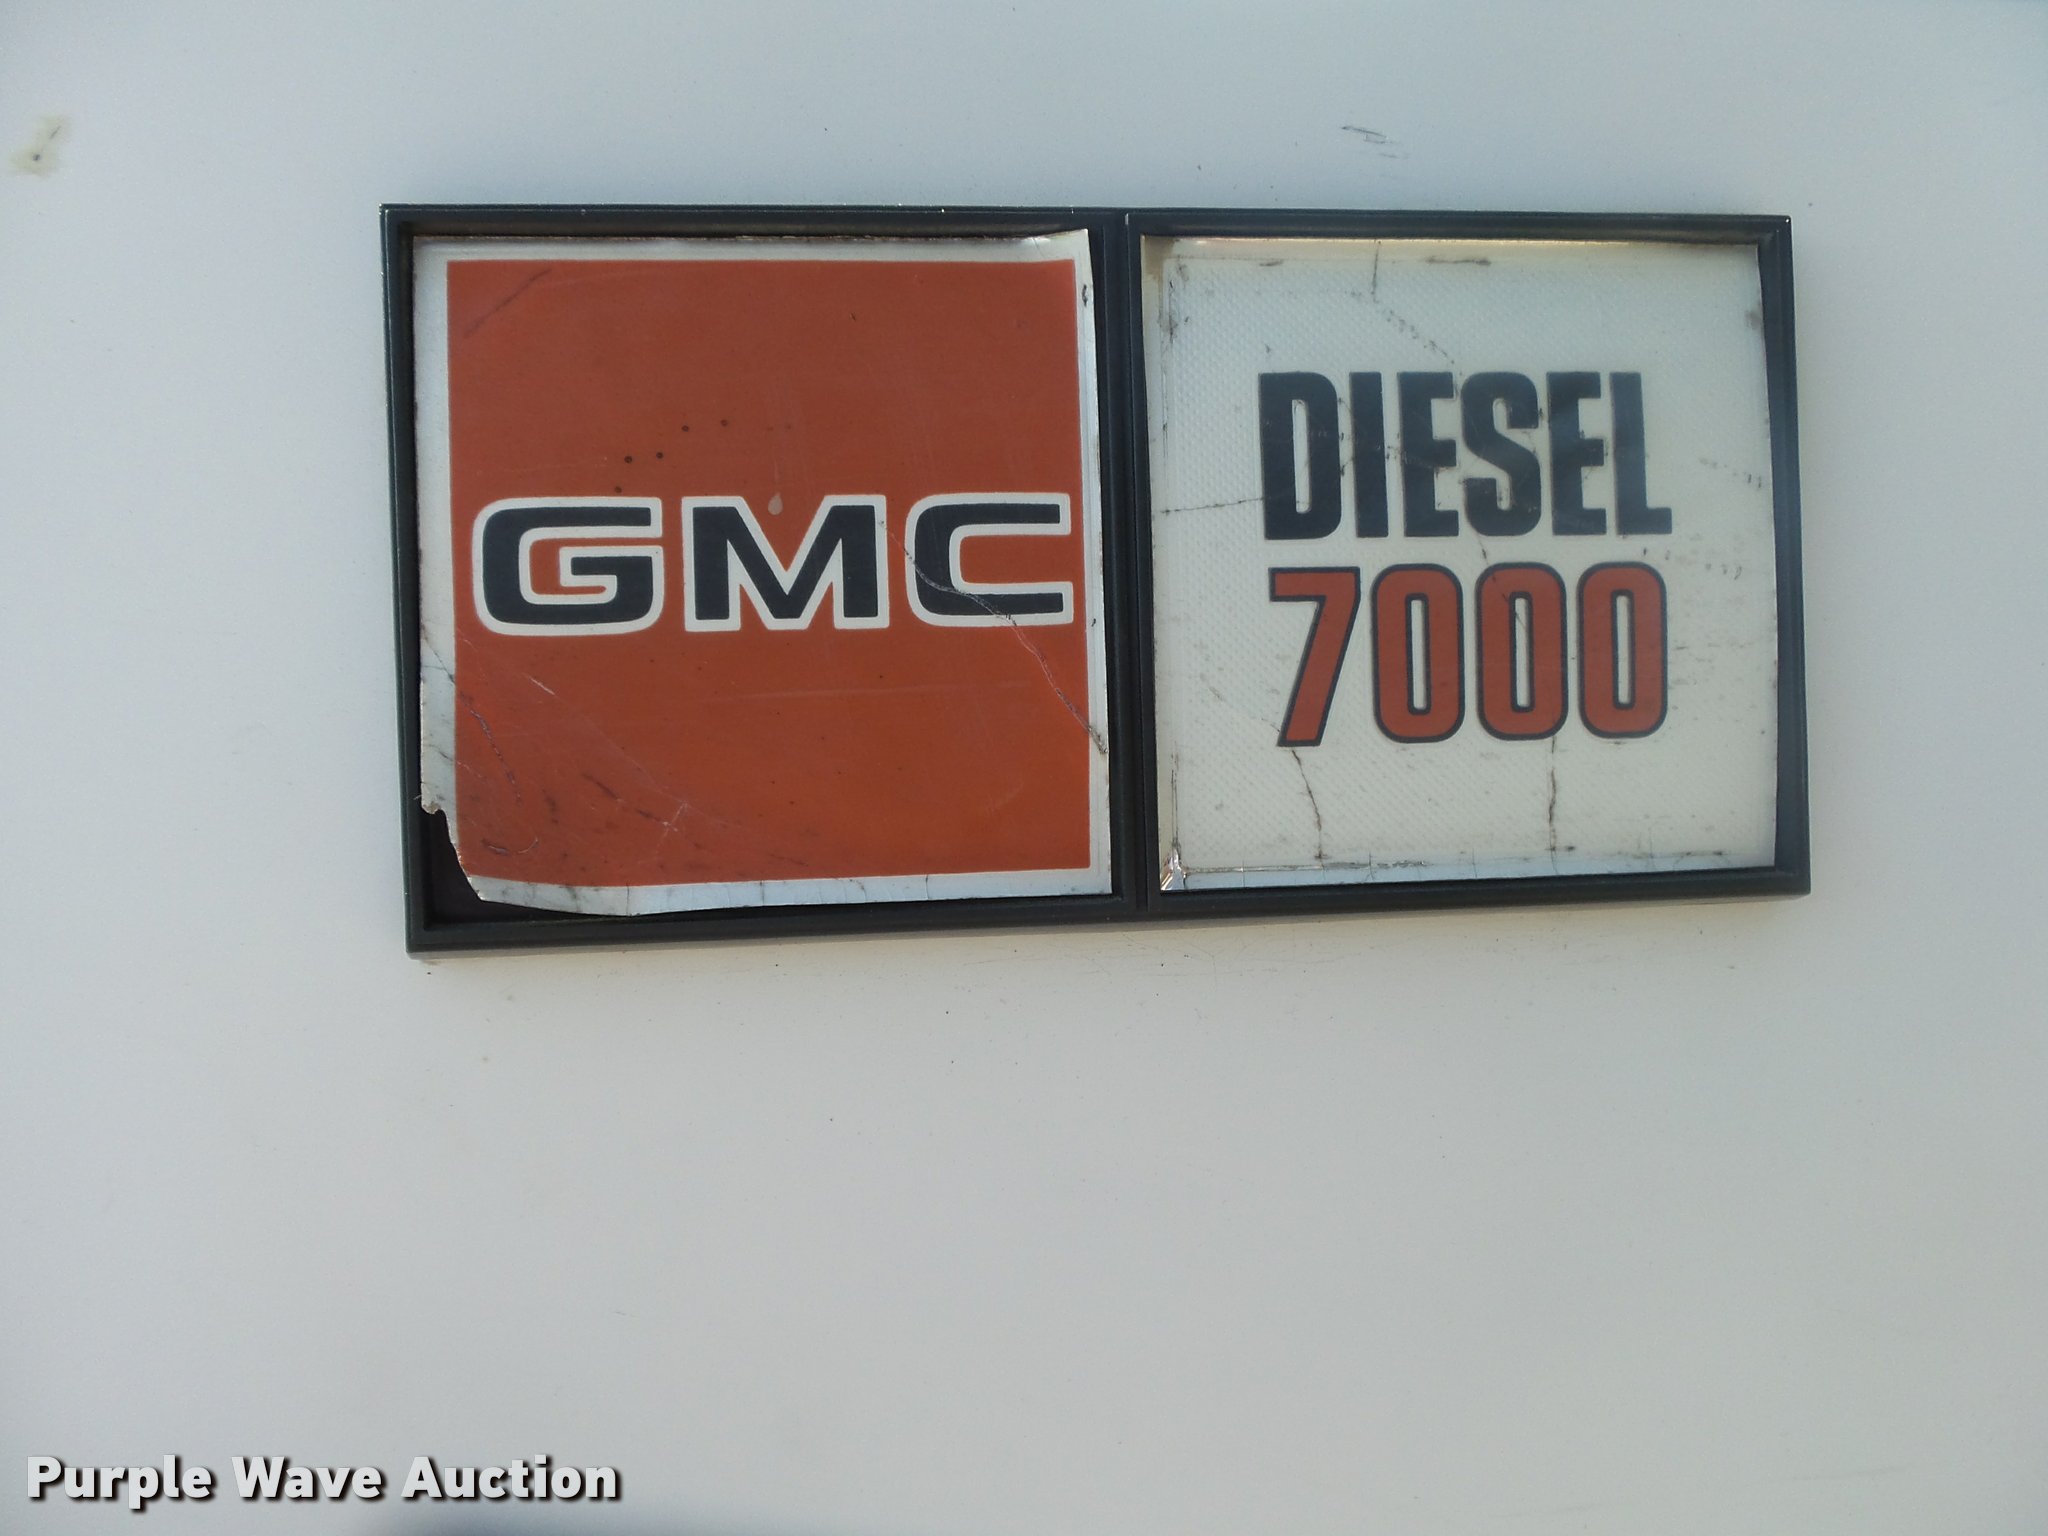 GMC
DIESEL
7000
Purple Wave Auction